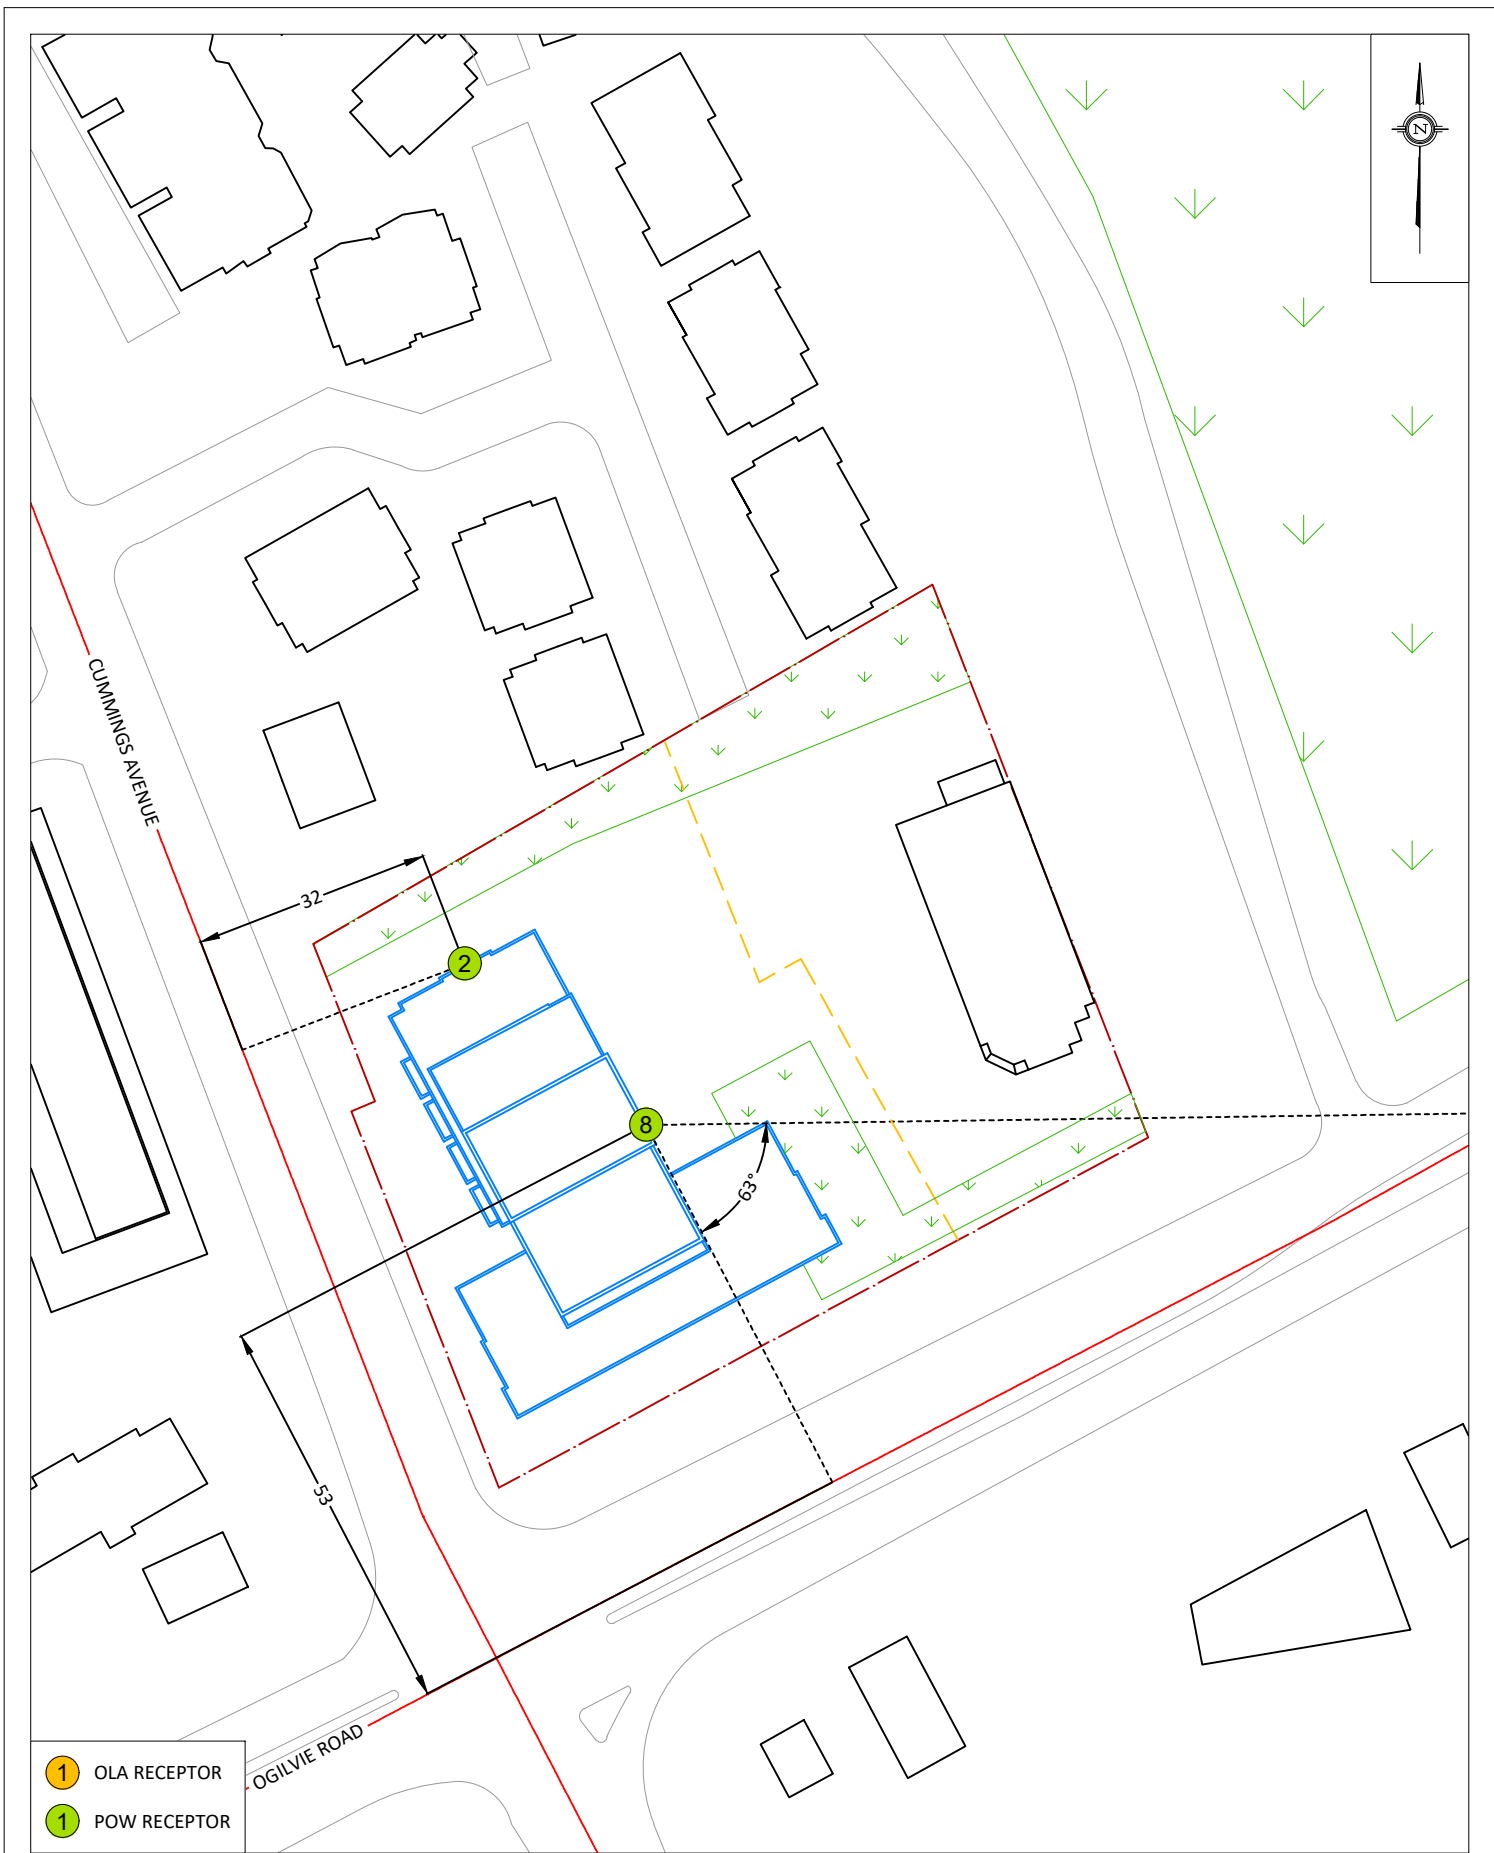 N
CUMMINGS AVENUE
32
2
8
63°
53
OGILVIE ROAD
1 OLA RECEPTOR
1 POW RECEPTOR